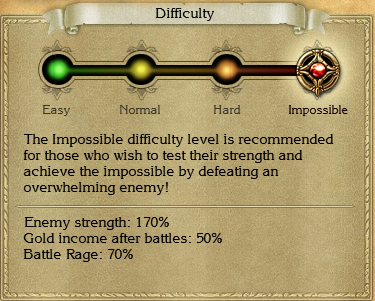 Difficulty
Easy Normal Hard Impossible
The Impossible difficulty level is recommended
for those who wish to test their strength and
achieve the impossible by defeating an
overwhelming enemy!
Enemy strength: 170%
Gold income after battles: 50%
Battle Rage: 70%